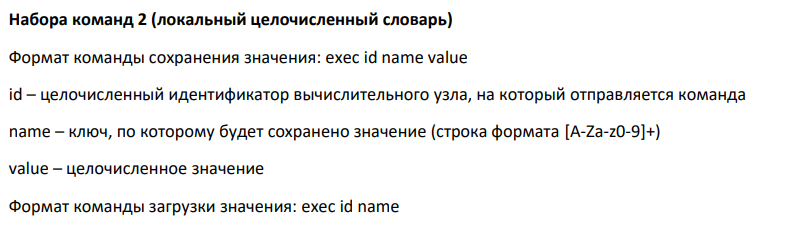 Набора команд 2 (локальный целочисленный словарь)
Формат команды сохранения значения: exec id name value
id – целочисленный идентификатор вычислительного узла, на который отправляется команда
name – ключ, по которому будет сохранено значение (строка формата [A-Za-z0-9]+)
value – целочисленное значение
Формат команды загрузки значения: exec id name